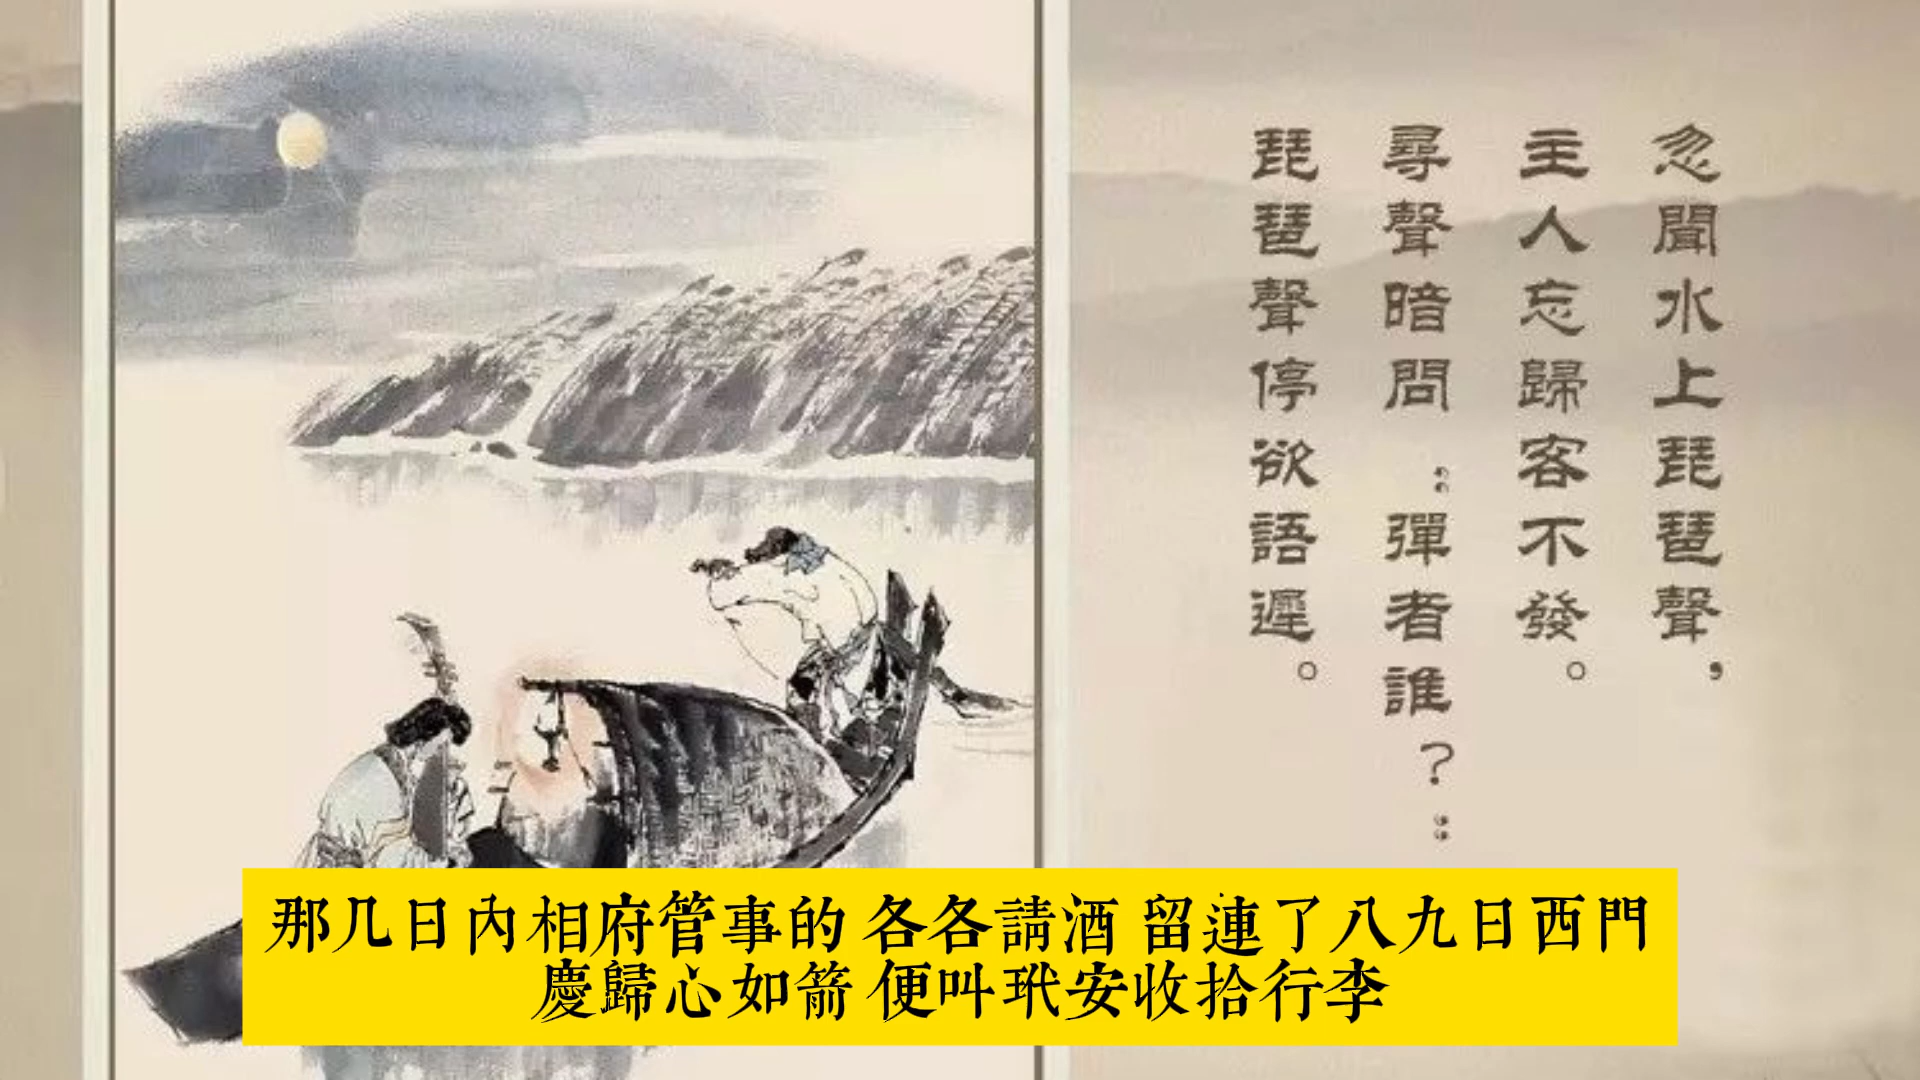 忽聞水上琵琶聲，
主人忘歸客不發。
尋聲暗問：彈者誰？：
琵琶聲停欲語遲。
那几日內相府管事的 各各請酒 留連了八九日西門
慶歸心如箭 便叫玳安收拾行李